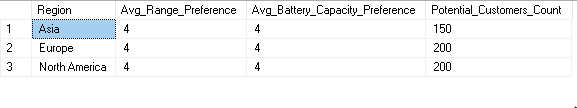 Region Avg_Range_Preference Avg_Battery_Capacity_Preference Potential_Customers_Count
1 Asia 4 4 150
2 Europe 4 4 200
3 North America 4 4 200